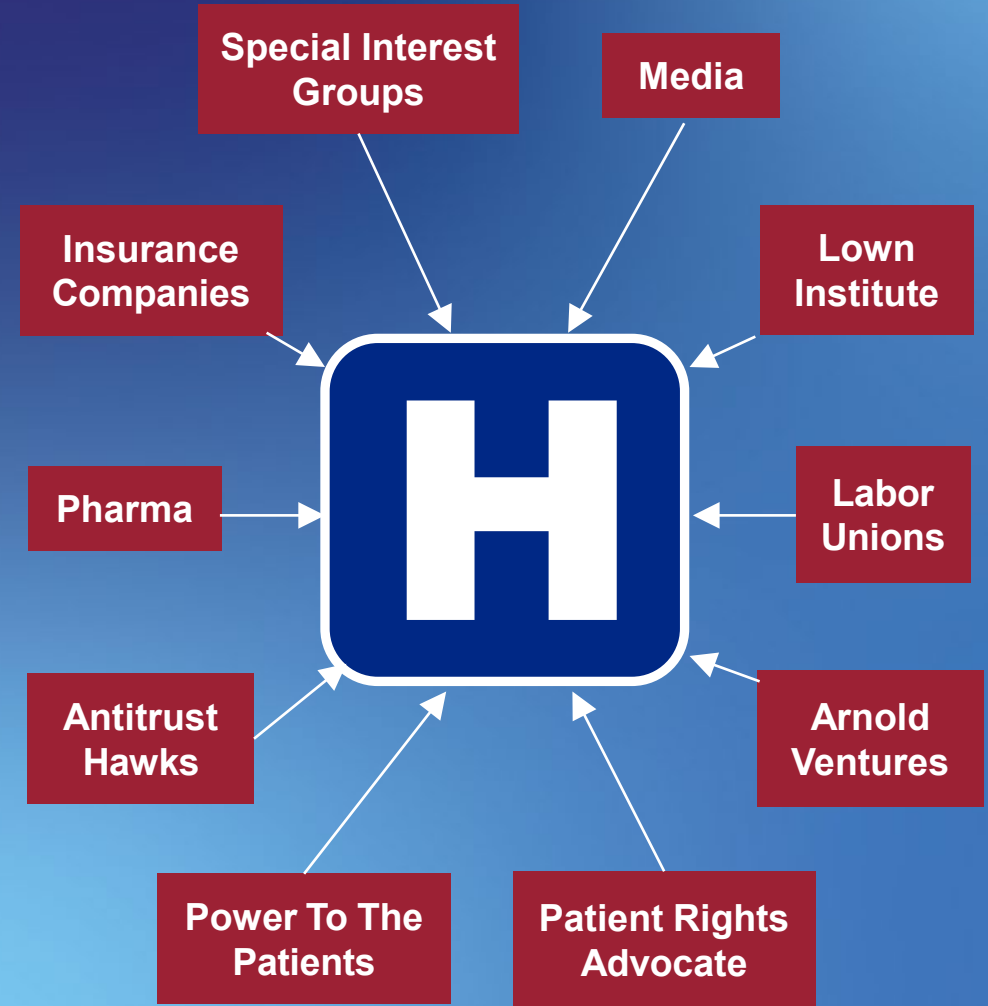 Special Interest
Groups
Media
Insurance
Companies
Lown
Institute
H
Pharma
Labor
Unions
Antitrust
Hawks
Arnold
Ventures
Power To The
Patients
Patient Rights
Advocate